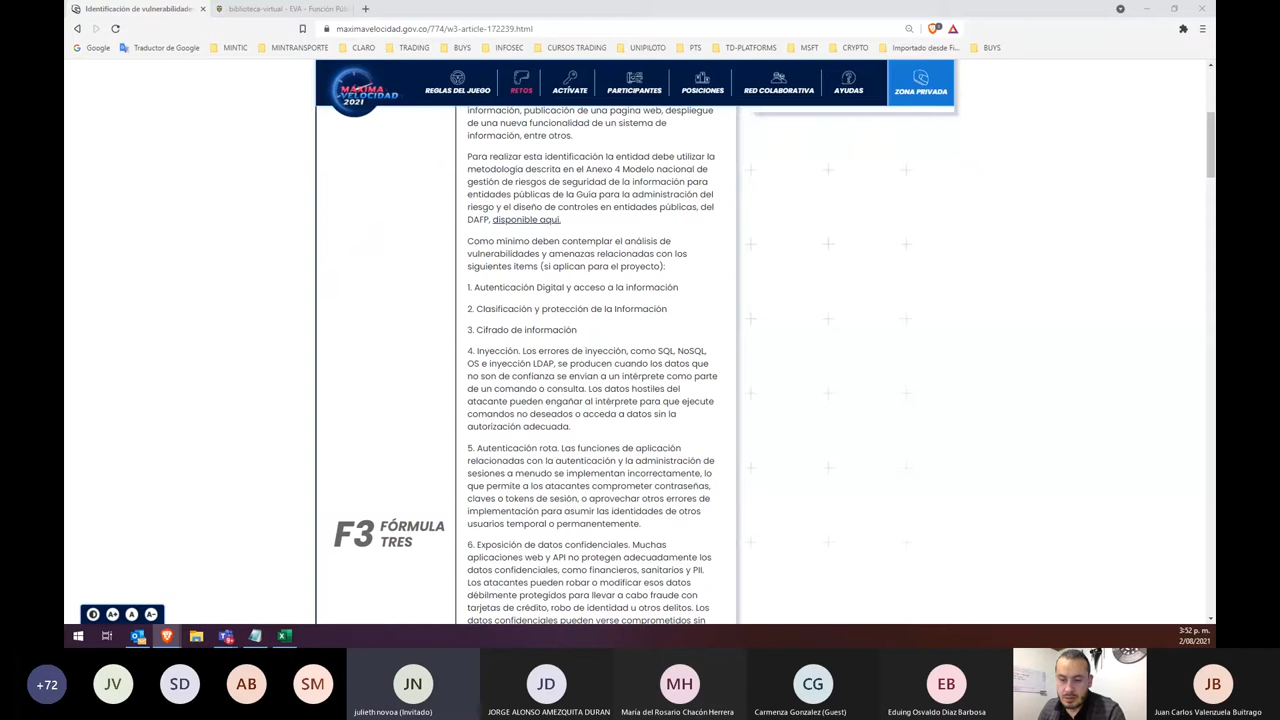 Identificación de vulnerabilidades
biblioteca-virtual - EVA - Función Públ
maximavelocidad.gov.co/774/w3-article-172239.html
Google
Traductor de Google
MINTIC
MINTRANSPORTE
CLARO
TRADING
BUYS
INFOSEC
CURSOS TRADING
UNIPILOTO
PTS
TD-PLATFORMS
MSFT
CRYPTO
Importado desde Fi...
BUYS
MÁXIMA
VELOCIDAD
2021
REGLAS DEL JUEGO
RETOS
ACTÍVATE
PARTICIPANTES
POSICIONES
RED COLABORATIVA
AYUDAS
ZONA PRIVADA
información, publicación de una pagina web, despliegue
de una nueva funcionalidad de un sistema de
información, entre otros.
Para realizar esta identificación la entidad debe utilizar la
metodología descrita en el Anexo 4 Modelo nacional de
gestión de riesgos de seguridad de la información para
entidades públicas de la Guía para la administración del
riesgo y el diseño de controles en entidades públicas, del
DAFP, disponible aquí.
Como mínimo deben contemplar el análisis de
vulnerabilidades y amenazas relacionadas con los
siguientes ítems (si aplican para el proyecto):
1. Autenticación Digital y acceso a la información
2. Clasificación y protección de la Información
3. Cifrado de información
4. Inyección. Los errores de inyección, como SQL, NoSQL,
OS e inyección LDAP, se producen cuando los datos que
no son de confianza se envían a un intérprete como parte
de un comando o consulta. Los datos hostiles del
atacante pueden engañar al intérprete para que ejecute
comandos no deseados o acceda a datos sin la
autorización adecuada.
5. Autenticación rota. Las funciones de aplicación
relacionadas con la autenticación y la administración de
sesiones a menudo se implementan incorrectamente, lo
que permite a los atacantes comprometer contraseñas,
claves o tokens de sesión, o aprovechar otros errores de
implementación para asumir las identidades de otros
usuarios temporal o permanentemente.
F3 FÓRMULA
TRES
6. Exposición de datos confidenciales. Muchas
aplicaciones web y API no protegen adecuadamente los
datos confidenciales, como financieros, sanitarios y PII.
Los atacantes pueden robar o modificar esos datos
débilmente protegidos para llevar a cabo fraude con
tarjetas de crédito, robo de identidad u otros delitos. Los
datos confidenciales pueden verse comprometidos sin
A+
A
A-
3:52 p. m.
2/08/2021
+72
JV
SD
AB
SM
JN
JD
MH
CG
EB
JB
julieth novoa (Invitado)
JORGE ALONSO AMEZQUITA DURAN
María del Rosario Chacón Herrera
Carmenza Gonzalez (Guest)
Eduing Osvaldo Diaz Barbosa
Juan Carlos Valenzuela Buitrago